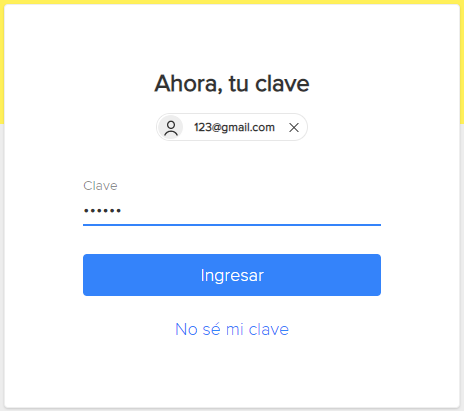 Ahora, tu clave
123@gmail.com
Clave
••••••
Ingresar
No sé mi clave